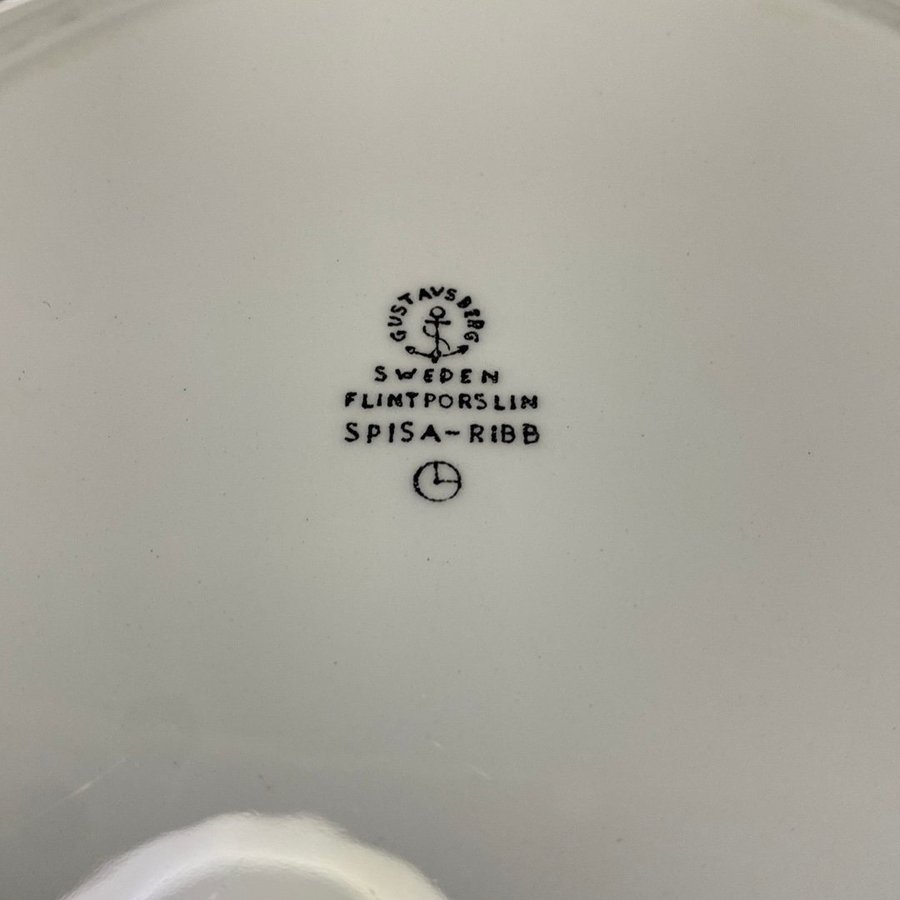 GUSTAVSBERG
SWEDEN
FLINTPORSLIN
SPISA-RIBB